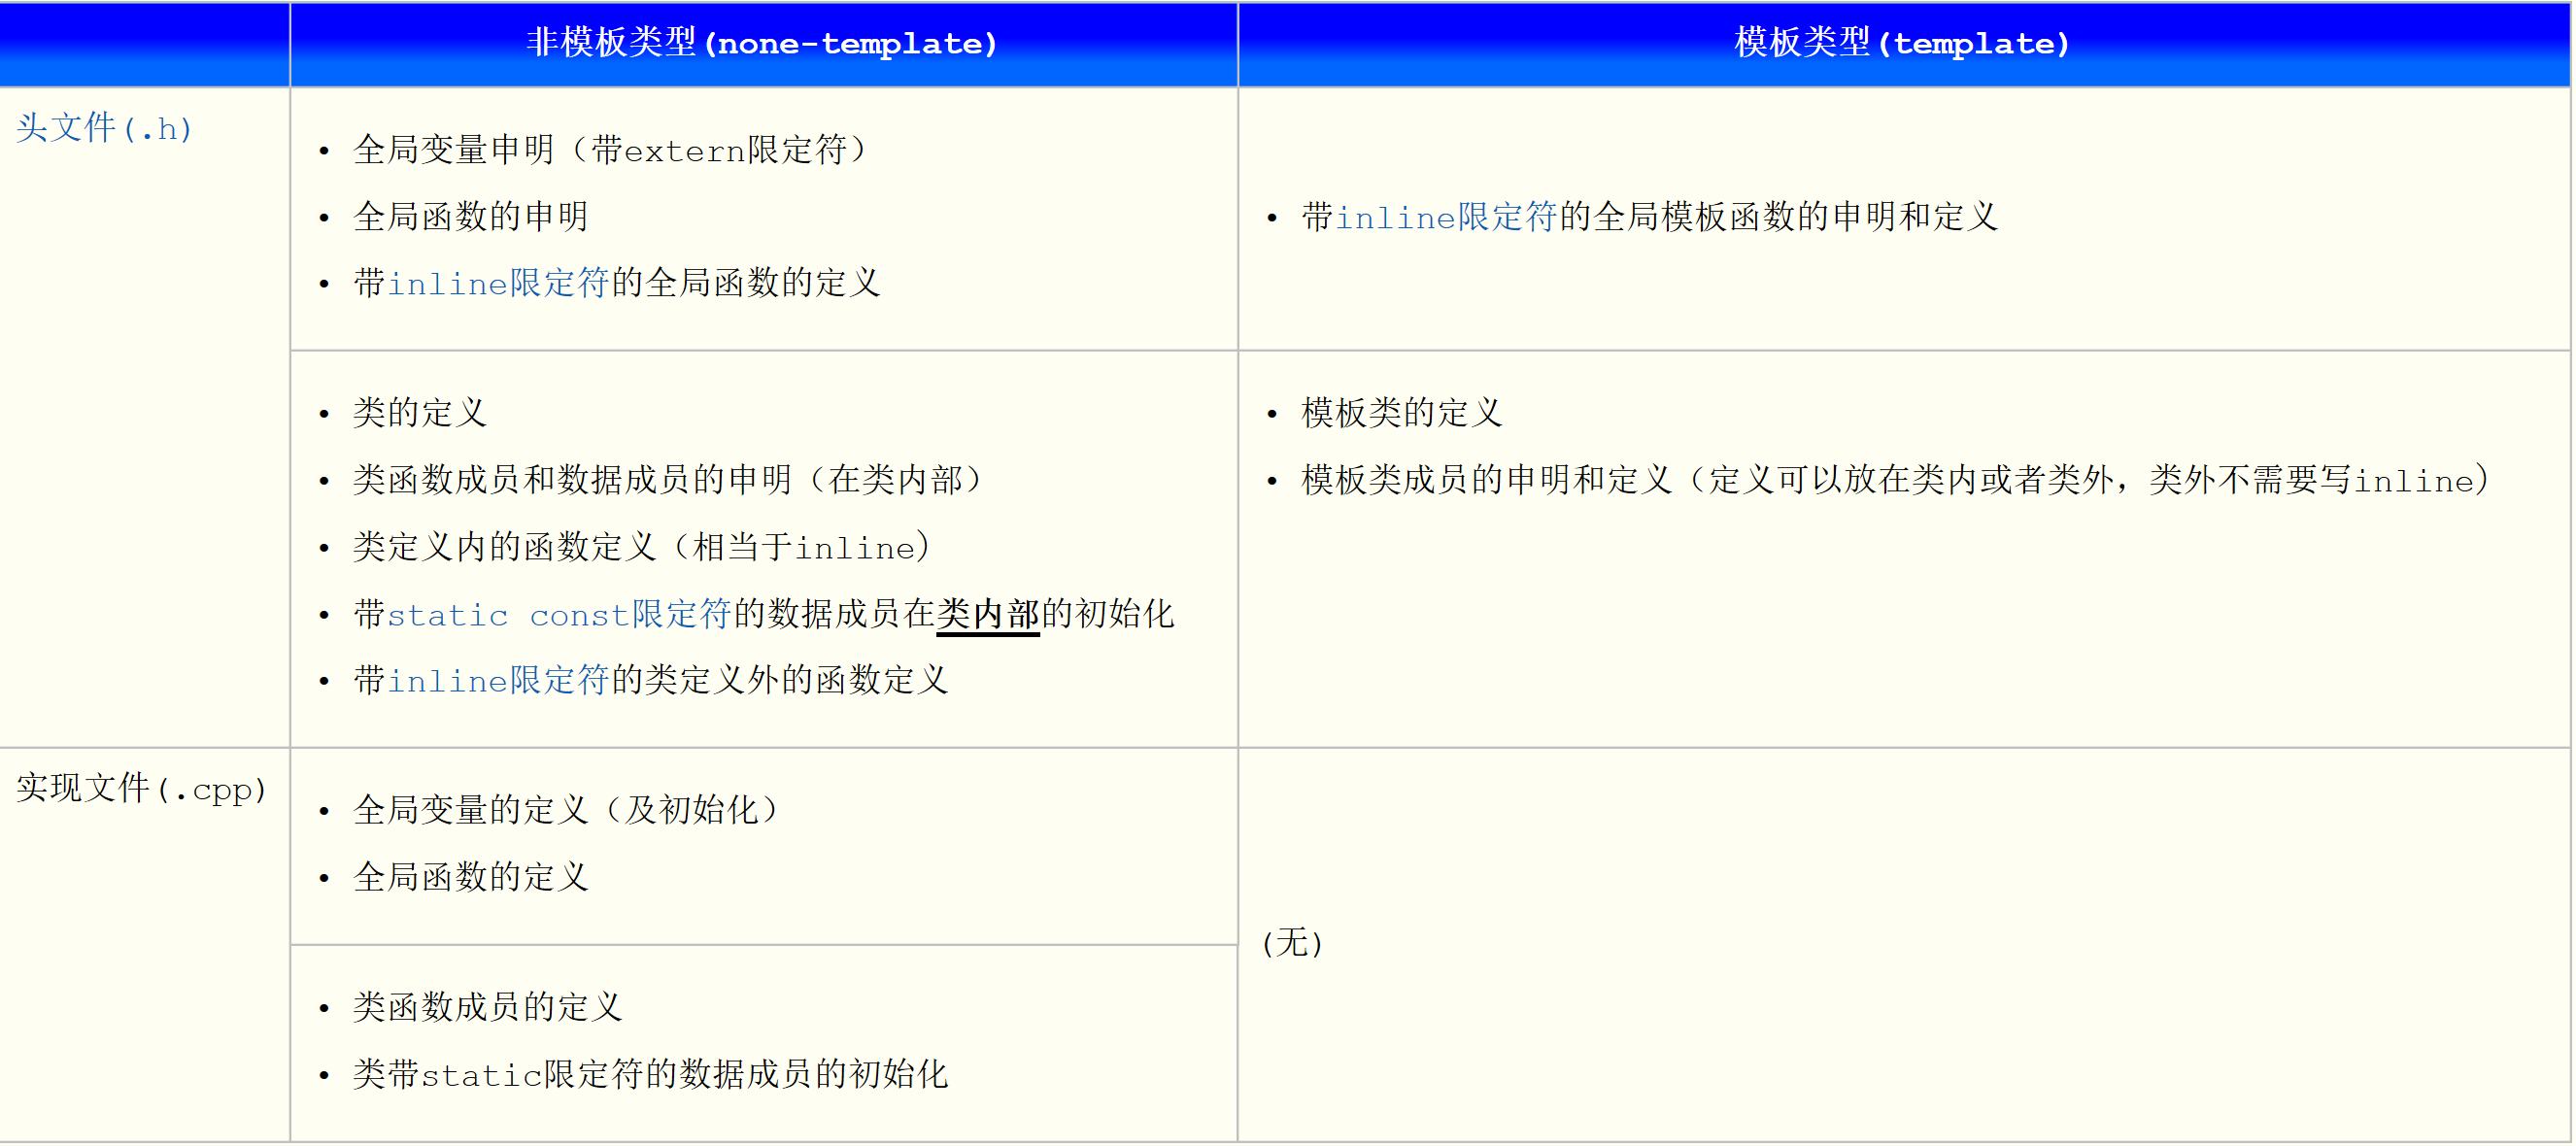 非模板类型(none-template)
模板类型(template)
头文件(.h)
• 全局变量申明（带extern限定符）
• 全局函数的申明
• 带inline限定符的全局函数的定义
• 带inline限定符的全局模板函数的申明和定义
• 类的定义
• 类函数成员和数据成员的申明（在类内部）
• 类定义内的函数定义（相当于inline）
• 带static const限定符的数据成员在类内部的初始化
• 带inline限定符的类定义外的函数定义
• 模板类的定义
• 模板类成员的申明和定义（定义可以放在类内或者类外，类外不需要写inline）
实现文件(.cpp)
• 全局变量的定义（及初始化）
• 全局函数的定义
(无)
• 类函数成员的定义
• 类带static限定符的数据成员的初始化